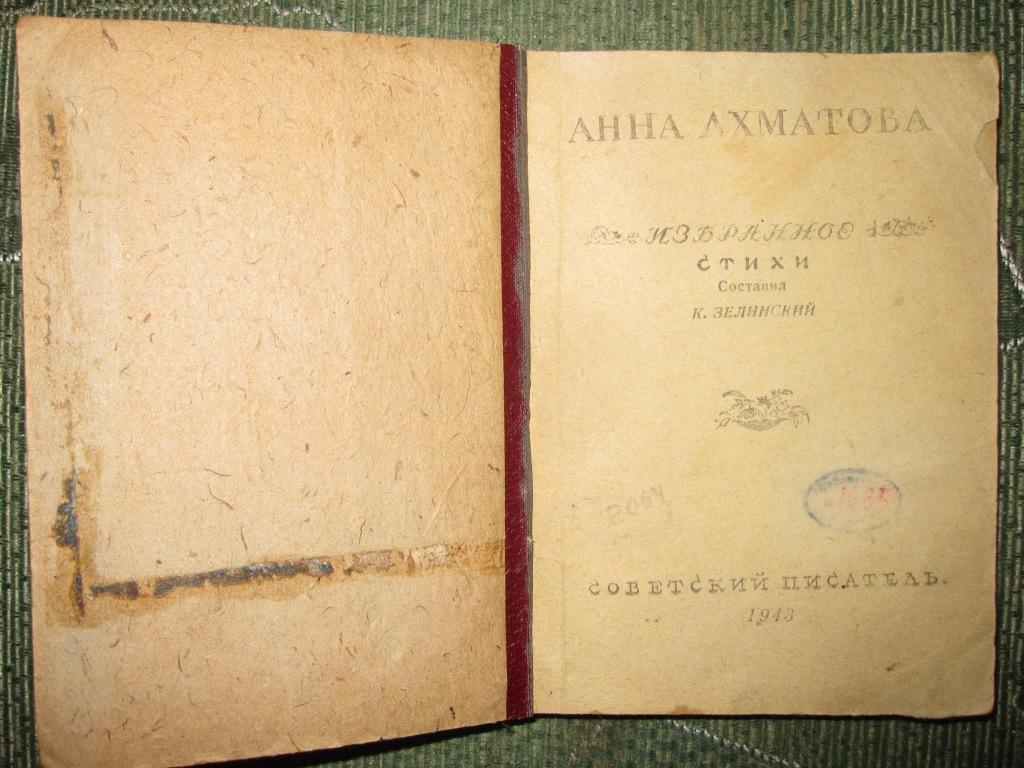 АННА АХМАТОВА
ИЗБРАННОЕ
СТИХИ
Составил
К. ЗЕЛИНСКИЙ
СОВЕТСКИЙ ПИСАТЕЛЬ
1943